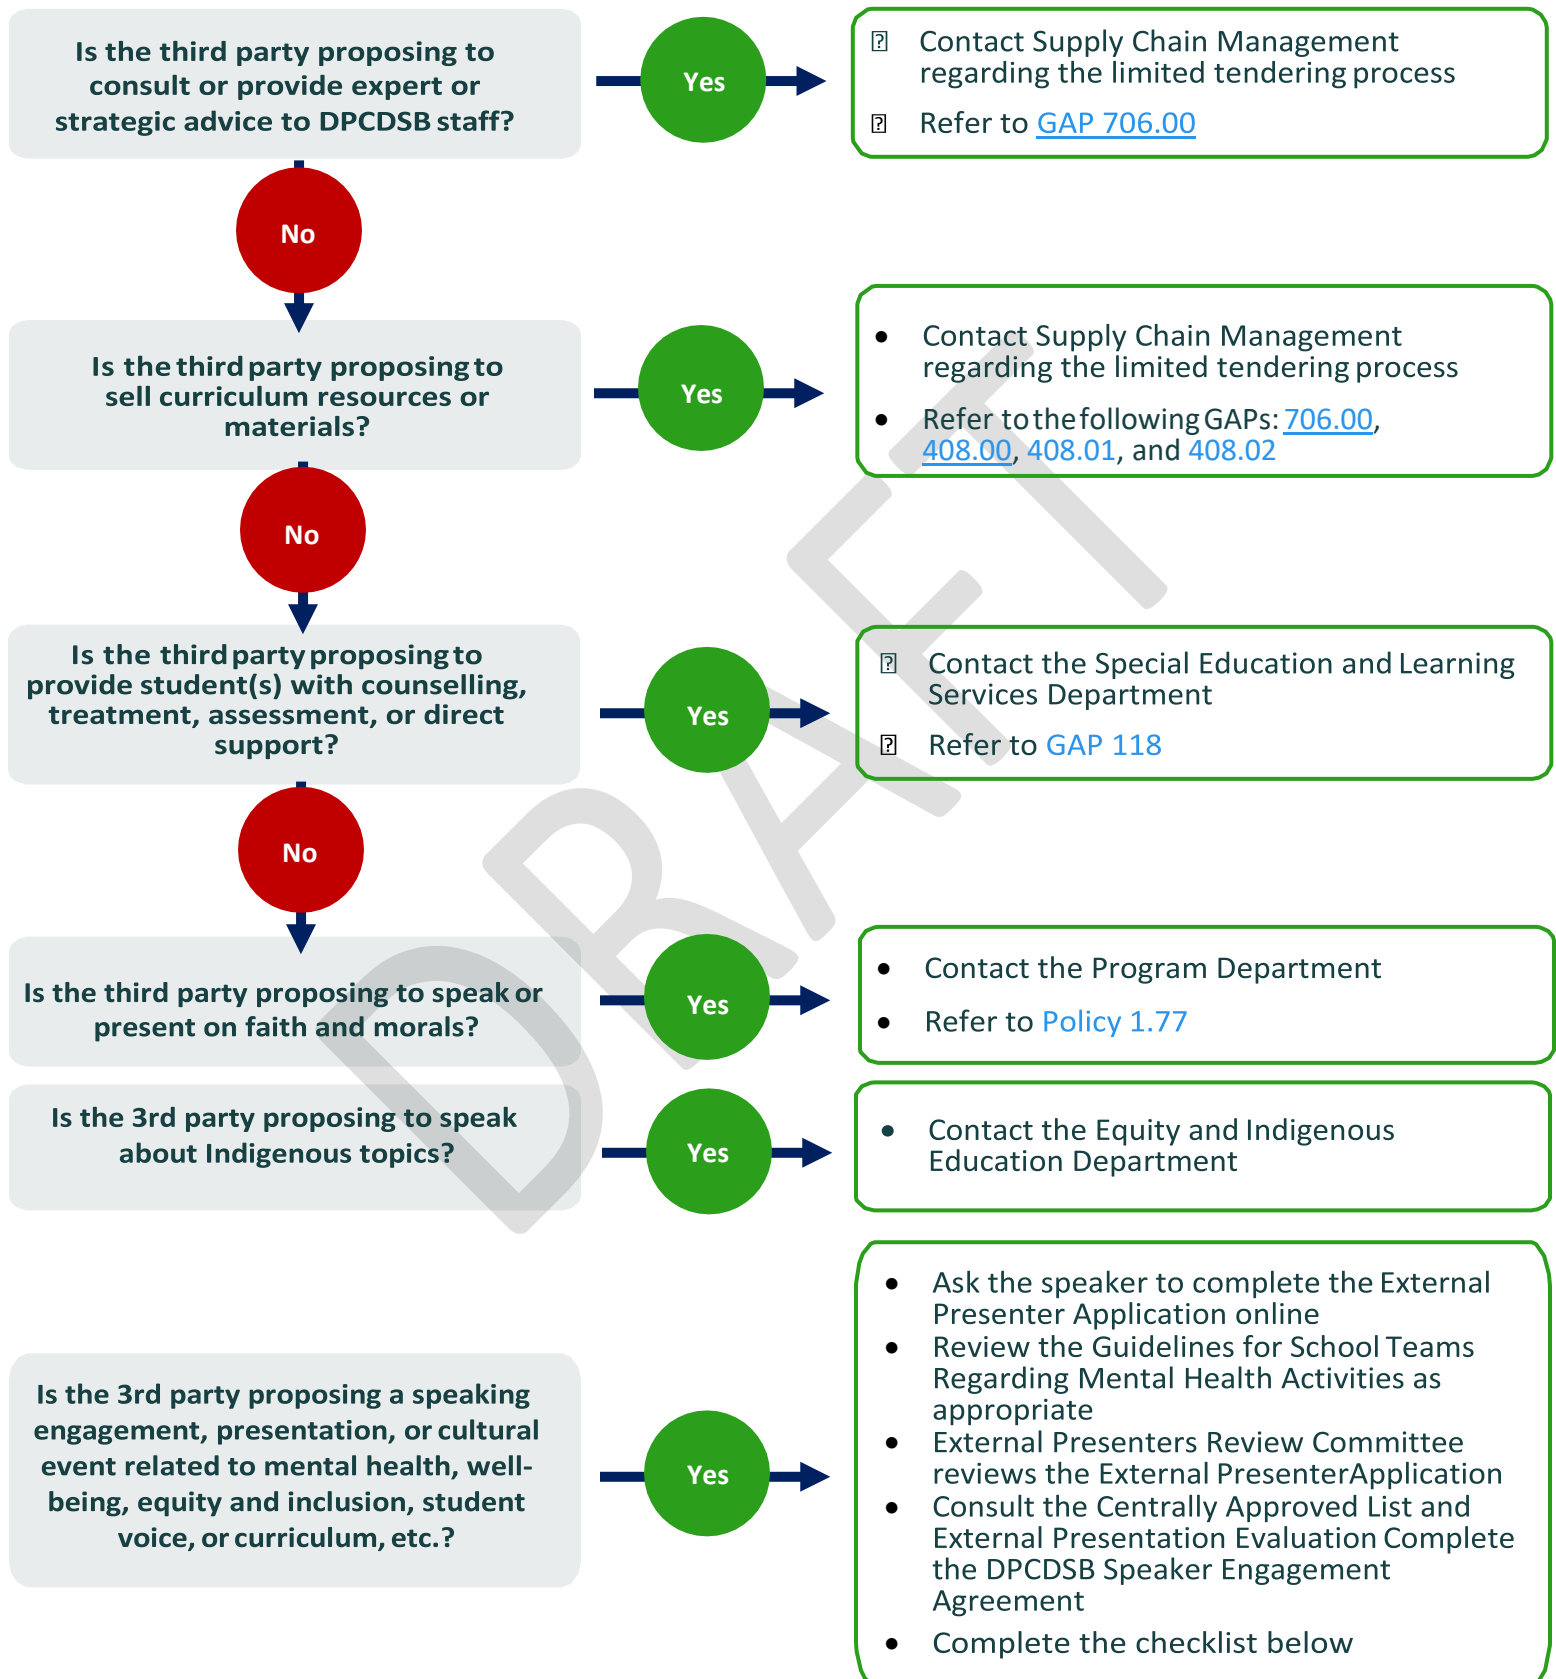 Is the third party proposing to
consult or provide expert or
strategic advice to DPCDSB staff?
Yes
Contact Supply Chain Management
regarding the limited tendering process
Refer to GAP 706.00
No
Is the third party proposing to
sell curriculum resources or
materials?
Yes
• Contact Supply Chain Management
regarding the limited tendering process
• Refer to the following GAPs: 706.00,
408.00, 408.01, and 408.02
No
Is the third party proposing to
provide student(s) with counselling,
treatment, assessment, or direct
support?
Yes
Contact the Special Education and Learning
Services Department
Refer to GAP 118
No
Is the third party proposing to speak or
present on faith and morals?
Yes
• Contact the Program Department
• Refer to Policy 1.77
Is the 3rd party proposing to speak
about Indigenous topics?
Yes
• Contact the Equity and Indigenous
Education Department
Is the 3rd party proposing a speaking
engagement, presentation, or cultural
event related to mental health, well-
being, equity and inclusion, student
voice, or curriculum, etc.?
Yes
• Ask the speaker to complete the External
Presenter Application online
• Review the Guidelines for School Teams
Regarding Mental Health Activities as
appropriate
• External Presenters Review Committee
reviews the External PresenterApplication
• Consult the Centrally Approved List and
External Presentation Evaluation Complete
the DPCDSB Speaker Engagement
Agreement
• Complete the checklist below
DRAFT